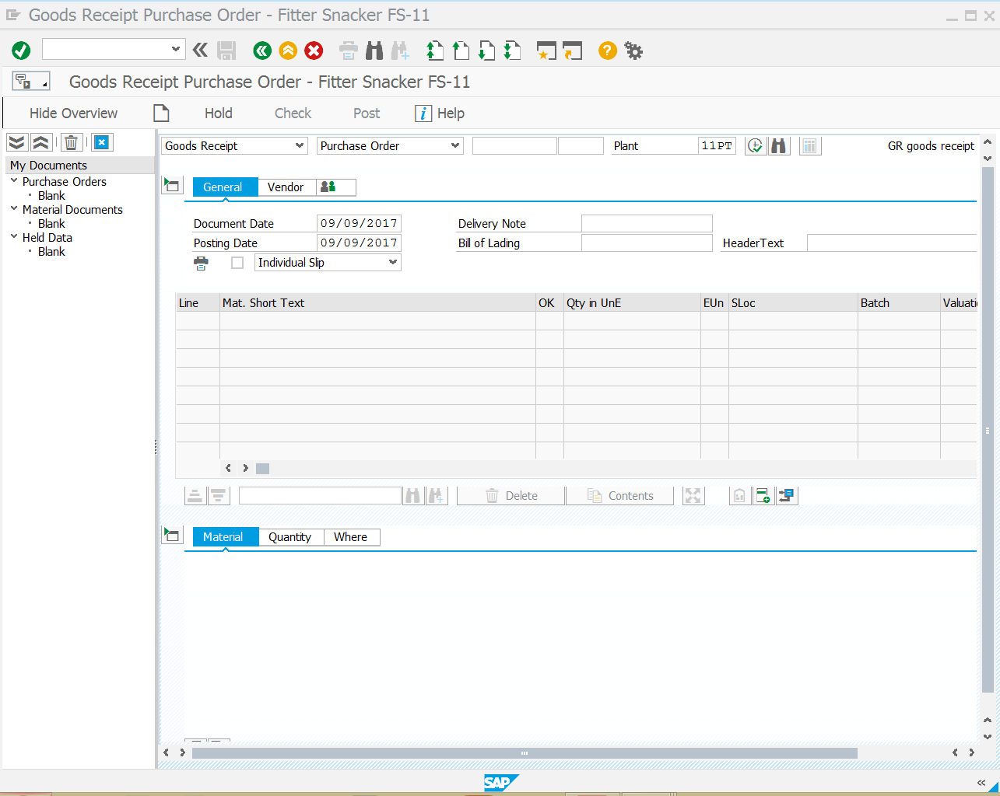 Goods Receipt Purchase Order - Fitter Snacker FS-11
Goods Receipt Purchase Order - Fitter Snacker FS-11
Hide Overview Hold Check Post Help
Goods Receipt Purchase Order Plant 11PT GR goods receipt
My Documents
Purchase Orders
Blank
Material Documents
Blank
Held Data
Blank
General Vendor
Document Date 09/09/2017 Delivery Note
Posting Date 09/09/2017 Bill of Lading HeaderText
Individual Slip
Line Mat. Short Text OK Qty in UnE EUn SLoc Batch Valuati
Delete Contents
Material Quantity Where
SAP